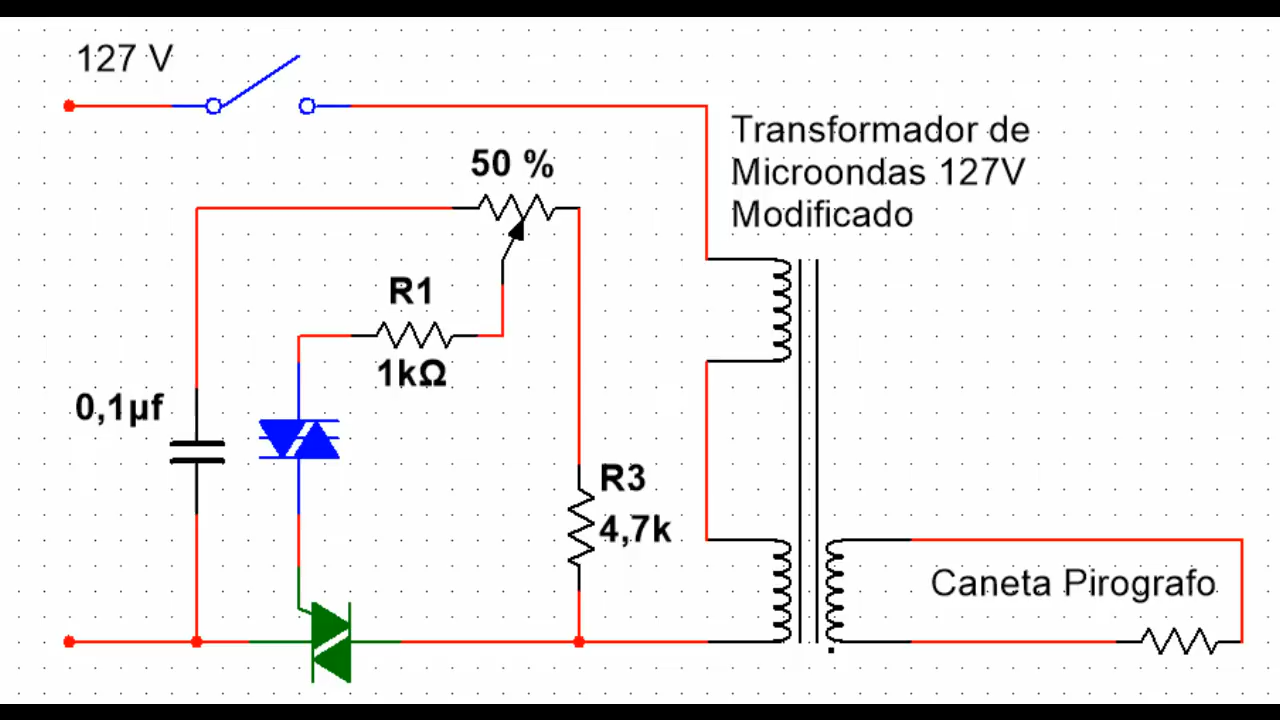 127 V
Transformador de
Microondas 127V
Modificado
50 %
R1
1kΩ
0,1µf
R3
4,7k
Caneta Pirografo